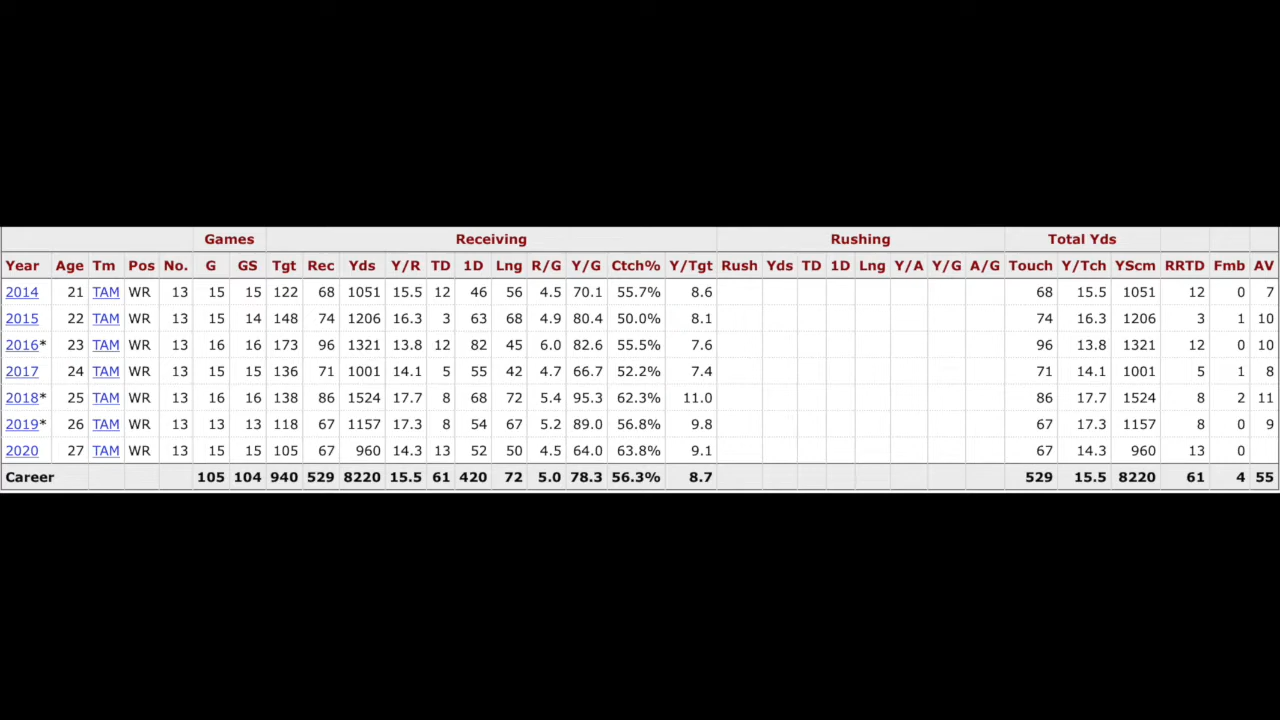 Games Receiving Rushing Total Yds
Year Age Tm Pos No. G GS Tgt Rec Yds Y/R TD 1D Lng R/G Y/G Ctch% Y/Tgt Rush Yds TD 1D Lng Y/A Y/G A/G Touch Y/Tch YScm RRTD Fmb AV
2014 21 TAM WR 13 15 15 122 68 1051 15.5 12 46 56 4.5 70.1 55.7% 8.6 68 15.5 1051 12 0 7
2015 22 TAM WR 13 15 14 148 74 1206 16.3 3 63 68 4.9 80.4 50.0% 8.1 74 16.3 1206 3 1 10
2016* 23 TAM WR 13 16 16 173 96 1321 13.8 12 82 45 6.0 82.6 55.5% 7.6 96 13.8 1321 12 0 10
2017 24 TAM WR 13 15 15 136 71 1001 14.1 5 55 42 4.7 66.7 52.2% 7.4 71 14.1 1001 5 1 8
2018* 25 TAM WR 13 16 16 138 86 1524 17.7 8 68 72 5.4 95.3 62.3% 11.0 86 17.7 1524 8 2 11
2019* 26 TAM WR 13 13 13 118 67 1157 17.3 8 54 67 5.2 89.0 56.8% 9.8 67 17.3 1157 8 0 9
2020 27 TAM WR 13 15 15 105 67 960 14.3 13 52 50 4.5 64.0 63.8% 9.1 67 14.3 960 13 0
Career 105 104 940 529 8220 15.5 61 420 72 5.0 78.3 56.3% 8.7 529 15.5 8220 61 4 55